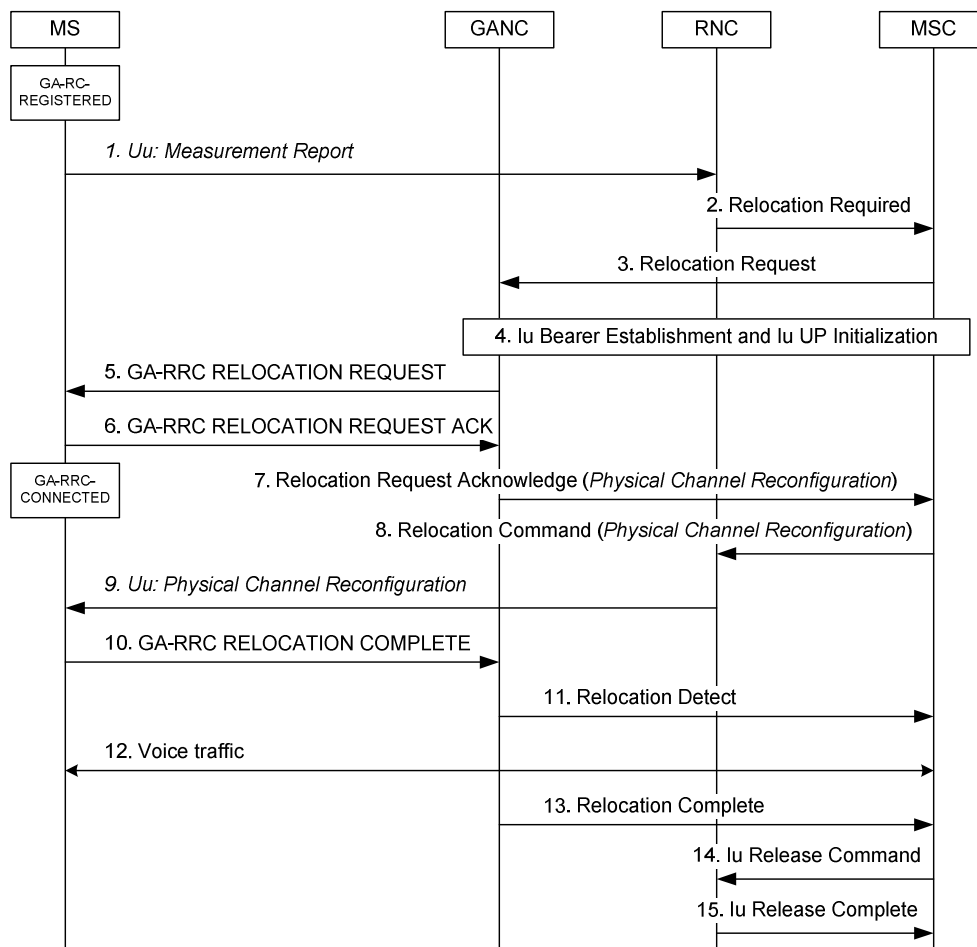 MS
GANC
RNC
MSC
GA-RC-
REGISTERED
1. Uu: Measurement Report
2. Relocation Required
3. Relocation Request
4. Iu Bearer Establishment and Iu UP Initialization
5. GA-RRC RELOCATION REQUEST
6. GA-RRC RELOCATION REQUEST ACK
GA-RRC-
CONNECTED
7. Relocation Request Acknowledge (Physical Channel Reconfiguration)
8. Relocation Command (Physical Channel Reconfiguration)
9. Uu: Physical Channel Reconfiguration
10. GA-RRC RELOCATION COMPLETE
11. Relocation Detect
12. Voice traffic
13. Relocation Complete
14. Iu Release Command
15. Iu Release Complete